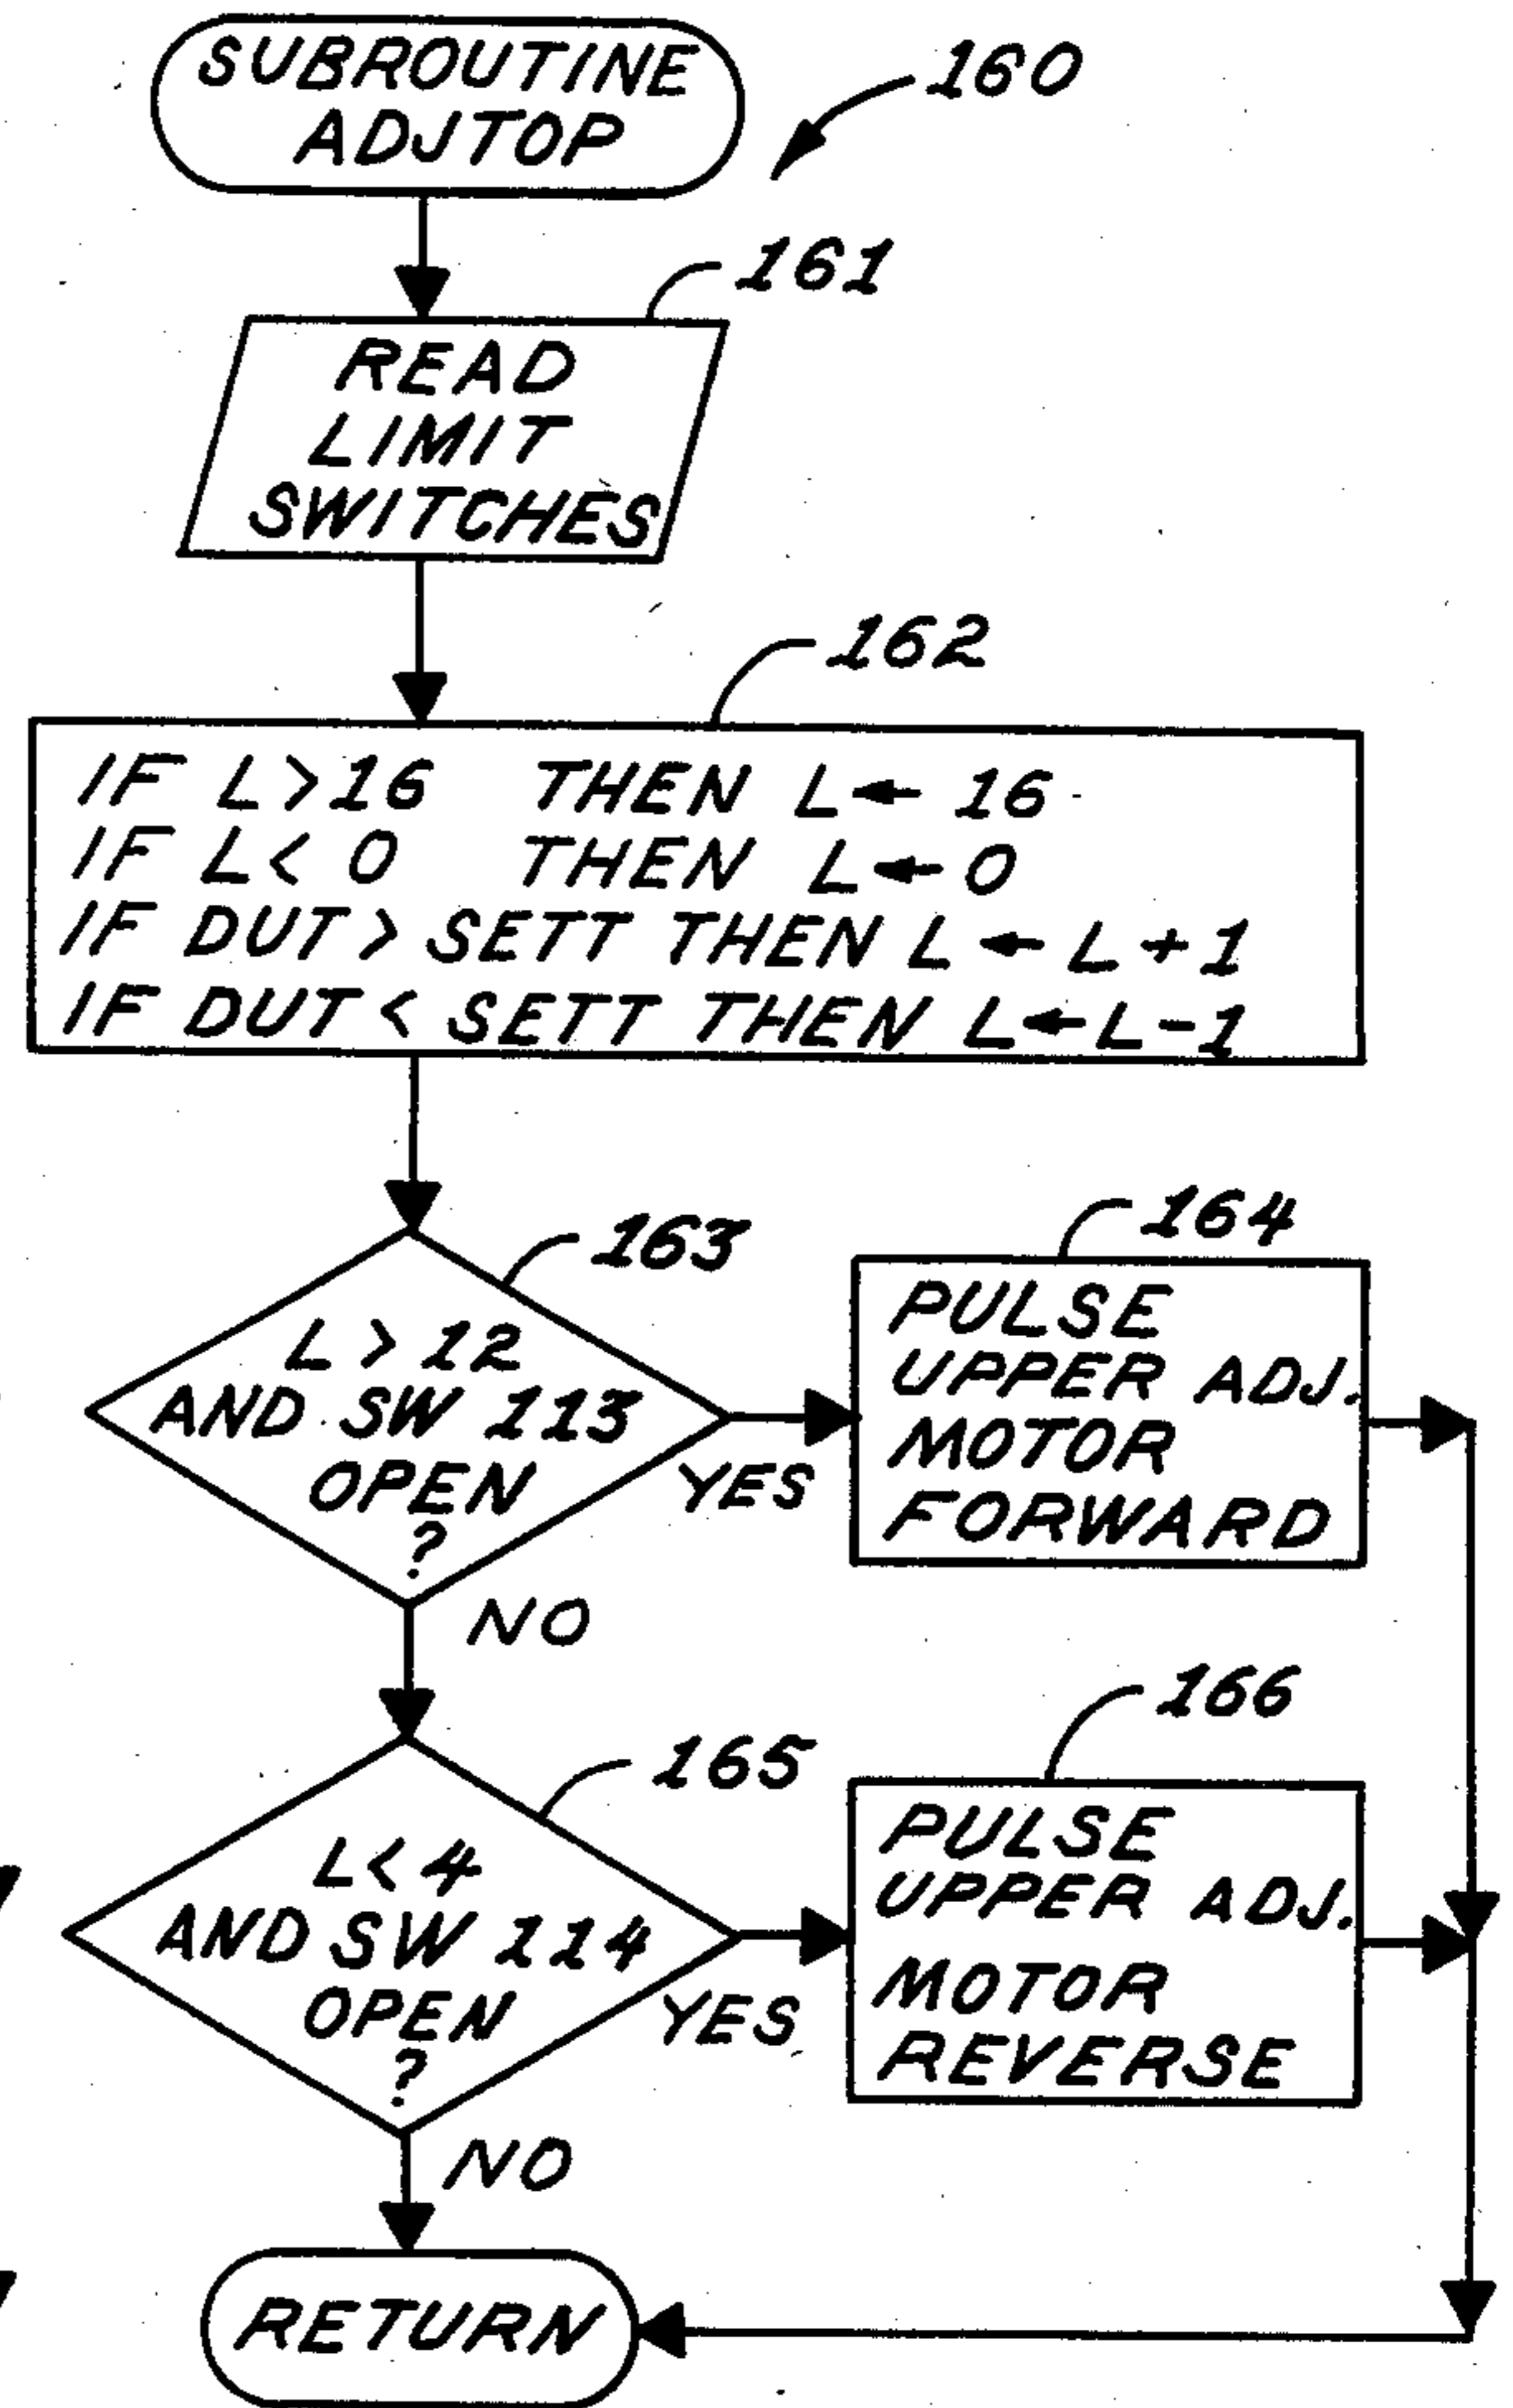 SUBROUTINE
ADJTOP
160
161
READ
LIMIT
SWITCHES
162
IF L>16 THEN L← 16
IF L< 0 THEN L← 0
IF DUT> SETT THEN L ← L +1
IF DUT< SETT THEN L←L-1
163
L > 12
AND SW 113
OPEN
?
YES
NO
164
PULSE
UPPER ADJ.
MOTOR
FORWARD
165
L< 4
AND SW 114
OPEN
?
YES
NO
166
PULSE
UPPER ADJ.
MOTOR
REVERSE
RETURN